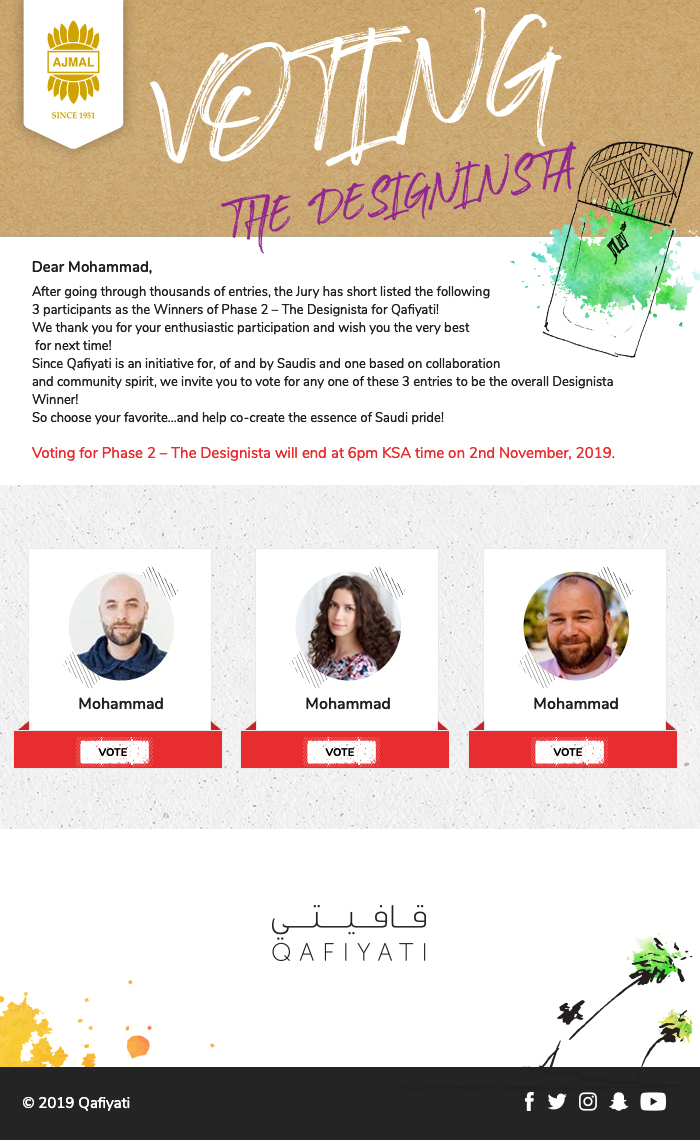 AJMAL
SINCE 1951
VOTING
THE DESIGNINSTA
Dear Mohammad,
After going through thousands of entries, the Jury has short listed the following
3 participants as the Winners of Phase 2 – The Designista for Qafiyati!
We thank you for your enthusiastic participation and wish you the very best
for next time!
Since Qafiyati is an initiative for, of and by Saudis and one based on collaboration
and community spirit, we invite you to vote for any one of these 3 entries to be the overall Designista
Winner!
So choose your favorite...and help co-create the essence of Saudi pride!
Voting for Phase 2 – The Designista will end at 6pm KSA time on 2nd November, 2019.
Mohammad
VOTE
Mohammad
VOTE
Mohammad
VOTE
قـافـيـتـي
QAFIYATI
© 2019 Qafiyati